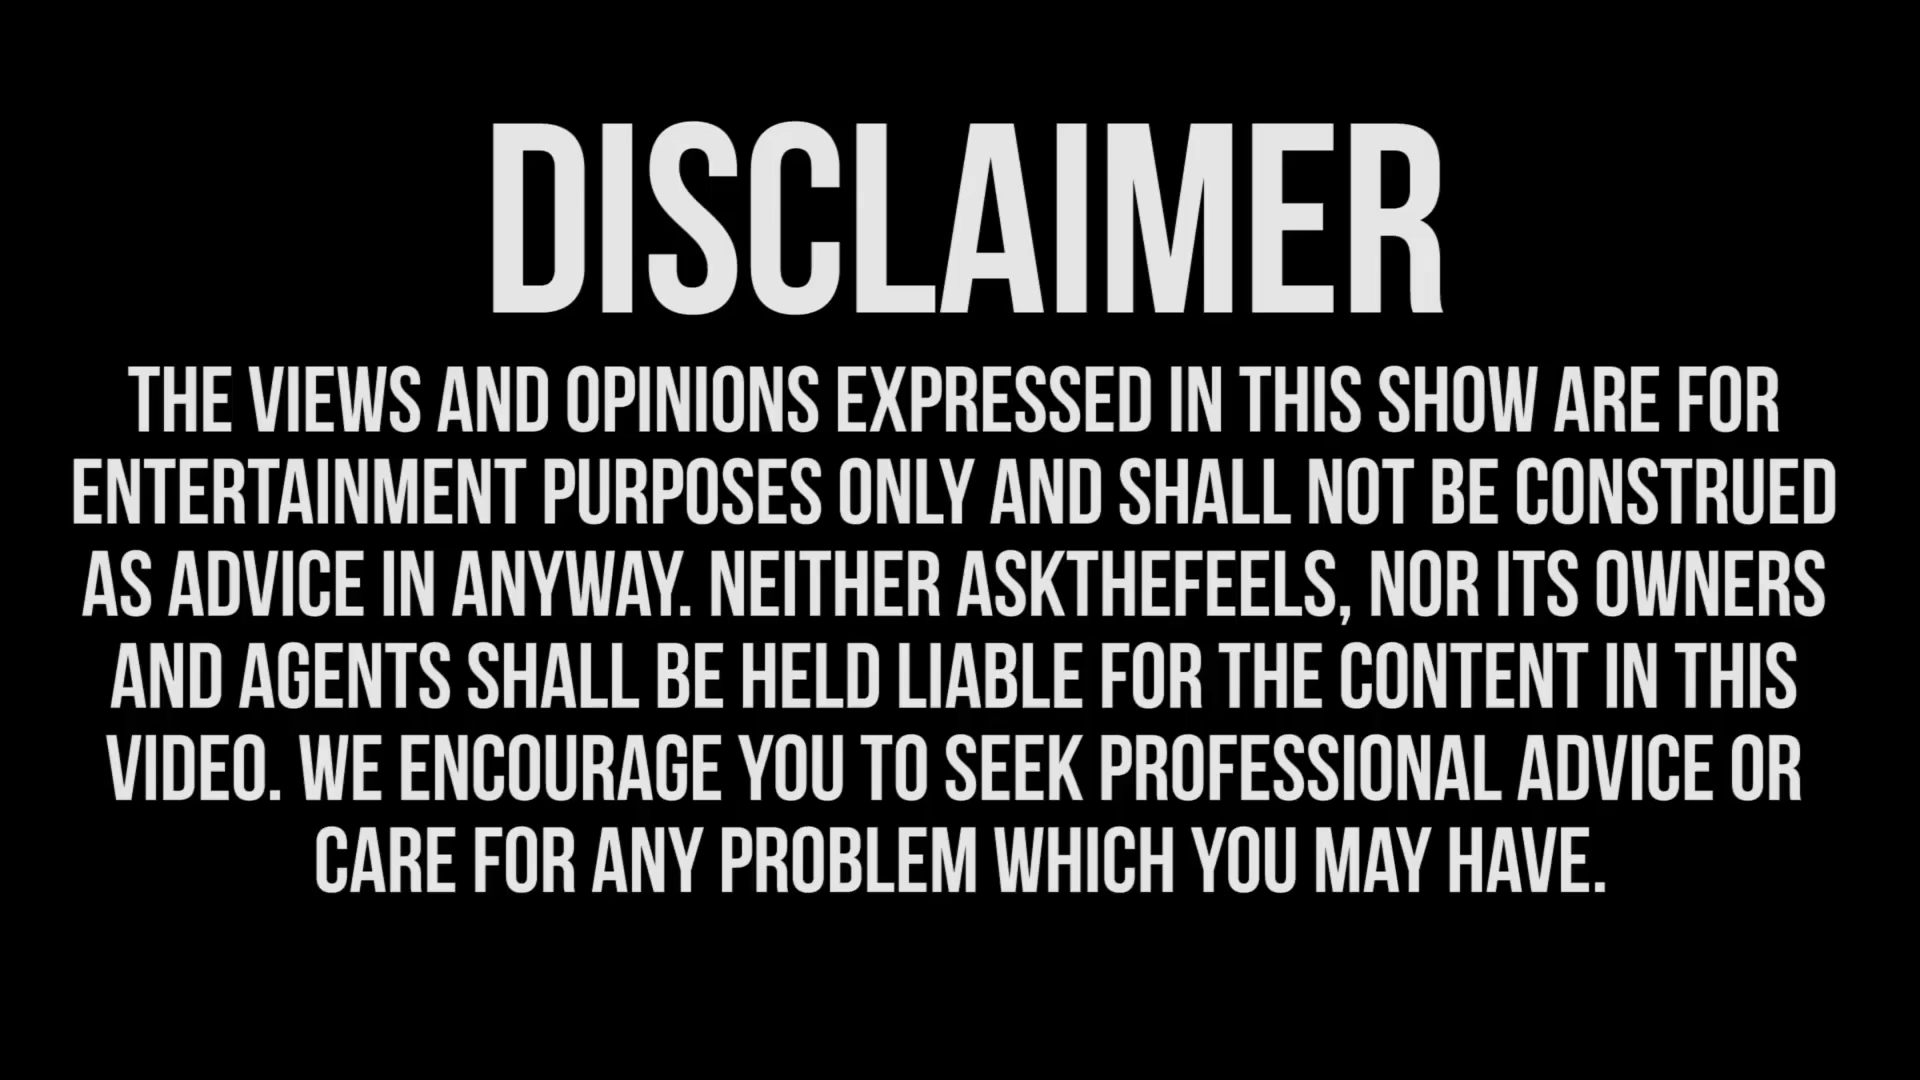 DISCLAIMER
THE VIEWS AND OPINIONS EXPRESSED IN THIS SHOW ARE FOR
ENTERTAINMENT PURPOSES ONLY AND SHALL NOT BE CONSTRUED
AS ADVICE IN ANYWAY. NEITHER ASKTHEFEELS, NOR ITS OWNERS
AND AGENTS SHALL BE HELD LIABLE FOR THE CONTENT IN THIS
VIDEO. WE ENCOURAGE YOU TO SEEK PROFESSIONAL ADVICE OR
CARE FOR ANY PROBLEM WHICH YOU MAY HAVE.